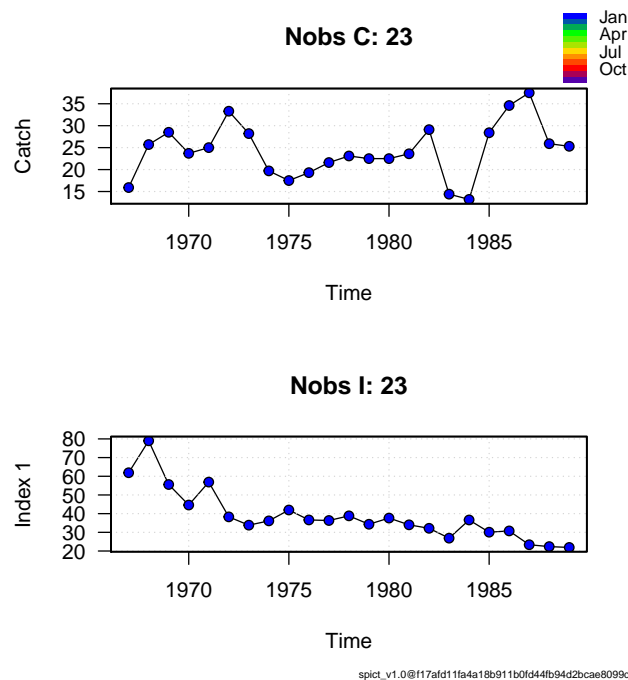 Nobs C: 23
Jan
Apr
Jul
Oct
Catch
35
30
25
20
15
1970 1975 1980 1985
Time
Nobs I: 23
Index 1
80
70
60
50
40
30
20
1970 1975 1980 1985
Time
spict_v1.0@f17afd11fa4a18b911b0fd44fb94d2bcae8099c